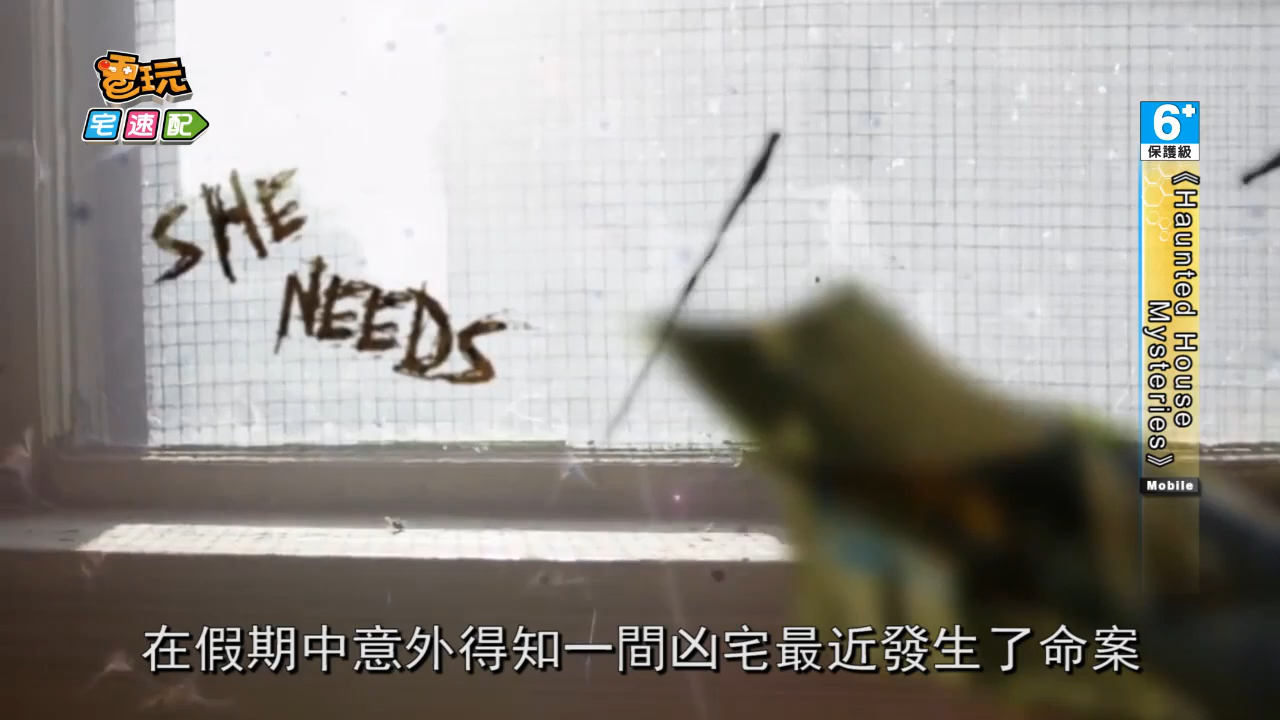 電玩
宅速配
SHE
NEEDS
6+
保護級
《Haunted House
Mysteries》
Mobile
在假期中意外得知一間凶宅最近發生了命案